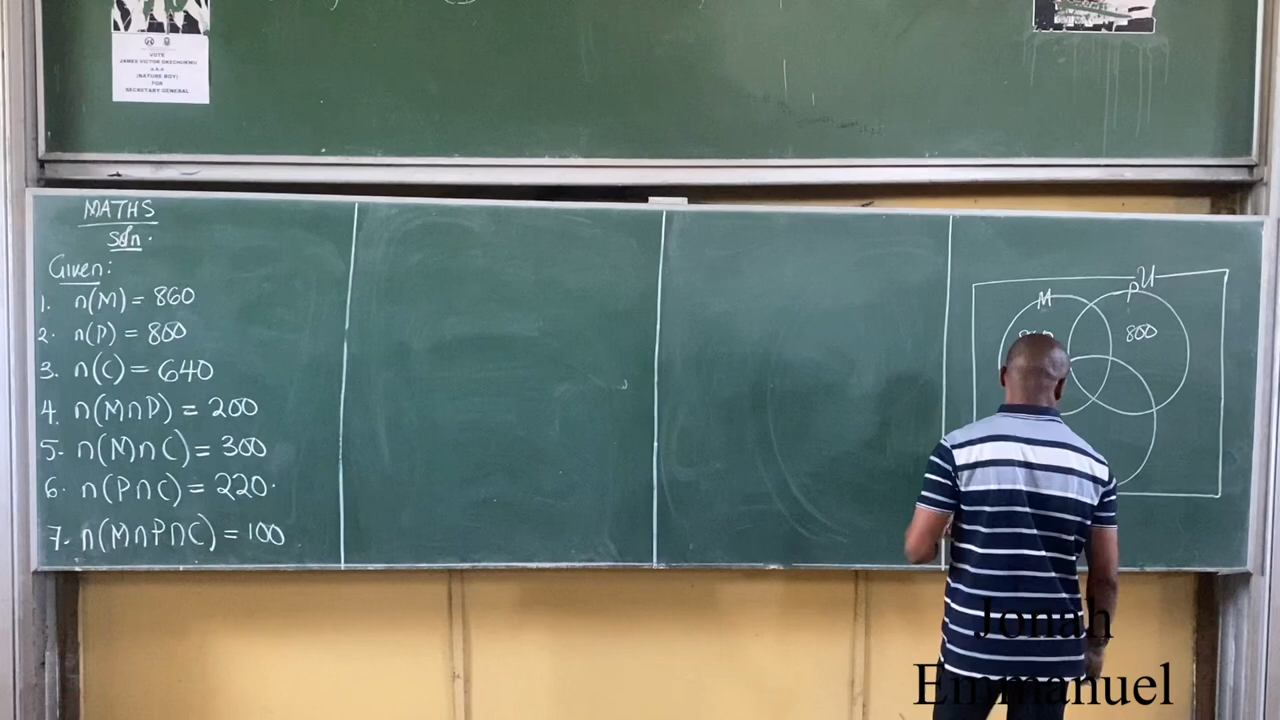 VOTE
JAMES VICTOR OKECHUKWU
a.k.a
(NATURE BOY)
FOR
SECRETARY GENERAL
MATHS
Soln.
Given:
1. n(M) = 860
2. n(P) = 800
3. n(C) = 640
4. n(M∩P) = 200
5. n(M∩C) = 300
6. n(P∩C) = 220.
7. n(M∩P∩C) = 100
U
M
P
800
Jonah
Emmanuel